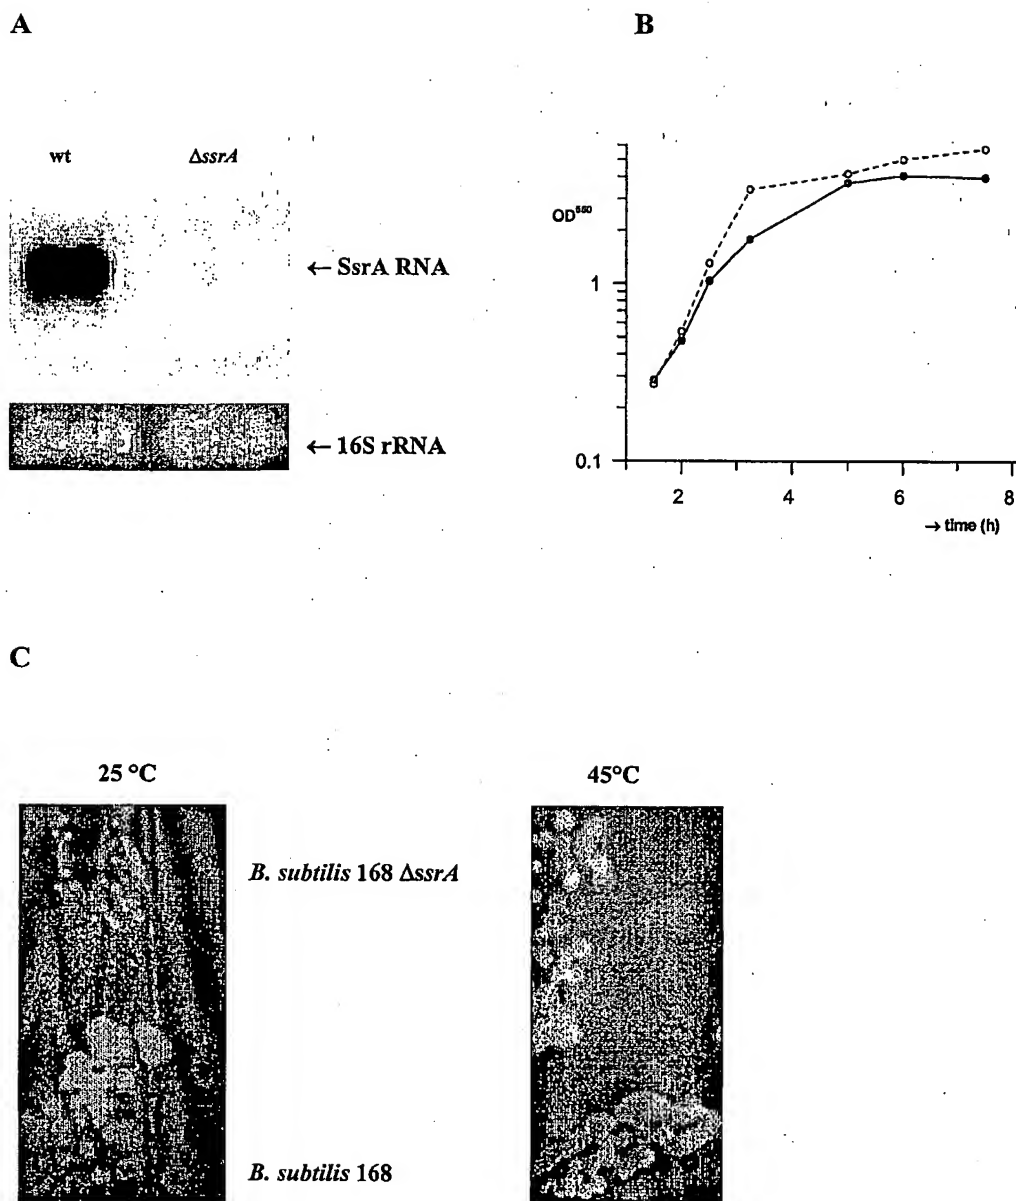 A
B
wt ΔssrA
← SsrA RNA
← 16S rRNA
OD⁵⁵⁰
1
0.1
2 4 6 8
→ time (h)
C
25 °C
45°C
B. subtilis 168 ΔssrA
B. subtilis 168